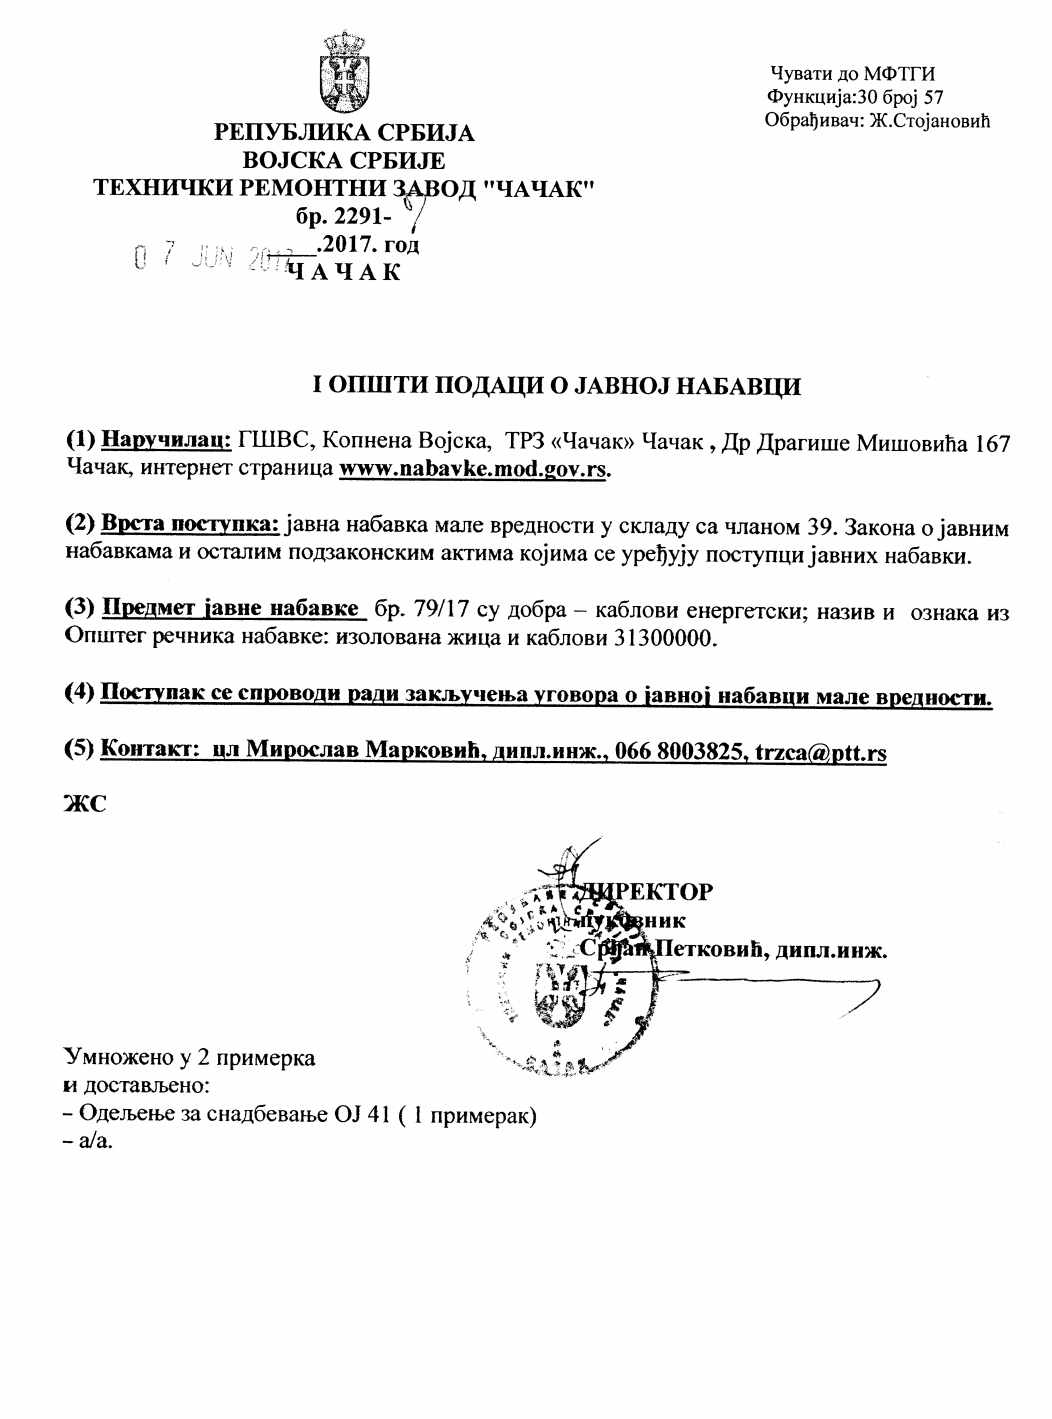 Чувати до МФТГИ
Функција:30 број 57
Обрађивач: Ж.Стојановић
РЕПУБЛИКА СРБИЈА
ВОЈСКА СРБИЈЕ
ТЕХНИЧКИ РЕМОНТНИ ЗАВОД "ЧАЧАК"
бр. 2291-
____.2017. год
07 JUN 2017
Ч А Ч А К
I ОПШТИ ПОДАЦИ О ЈАВНОЈ НАБАВЦИ
(1) Наручилац: ГШВС, Копнена Војска, ТРЗ «Чачак» Чачак , Др Драгише Мишовића 167
Чачак, интернет страница www.nabavke.mod.gov.rs.
(2) Врста поступка: јавна набавка мале вредности у складу са чланом 39. Закона о јавним
набавкама и осталим подзаконским актима којима се уређују поступци јавних набавки.
(3) Предмет јавне набавке бр. 79/17 су добра – каблови енергетски; назив и ознака из
Општег речника набавке: изолована жица и каблови 31300000.
(4) Поступак се спроводи ради закључења уговора о јавној набавци мале вредности.
(5) Контакт: цл Мирослав Марковић, дипл.инж., 066 8003825, trzca@ptt.rs
ЖС
ДИРЕКТОР
пуковник
Срђан Петковић, дипл.инж.
Умножено у 2 примерка
и достављено:
– Одељење за снадбевање ОЈ 41 ( 1 примерак)
– а/а.